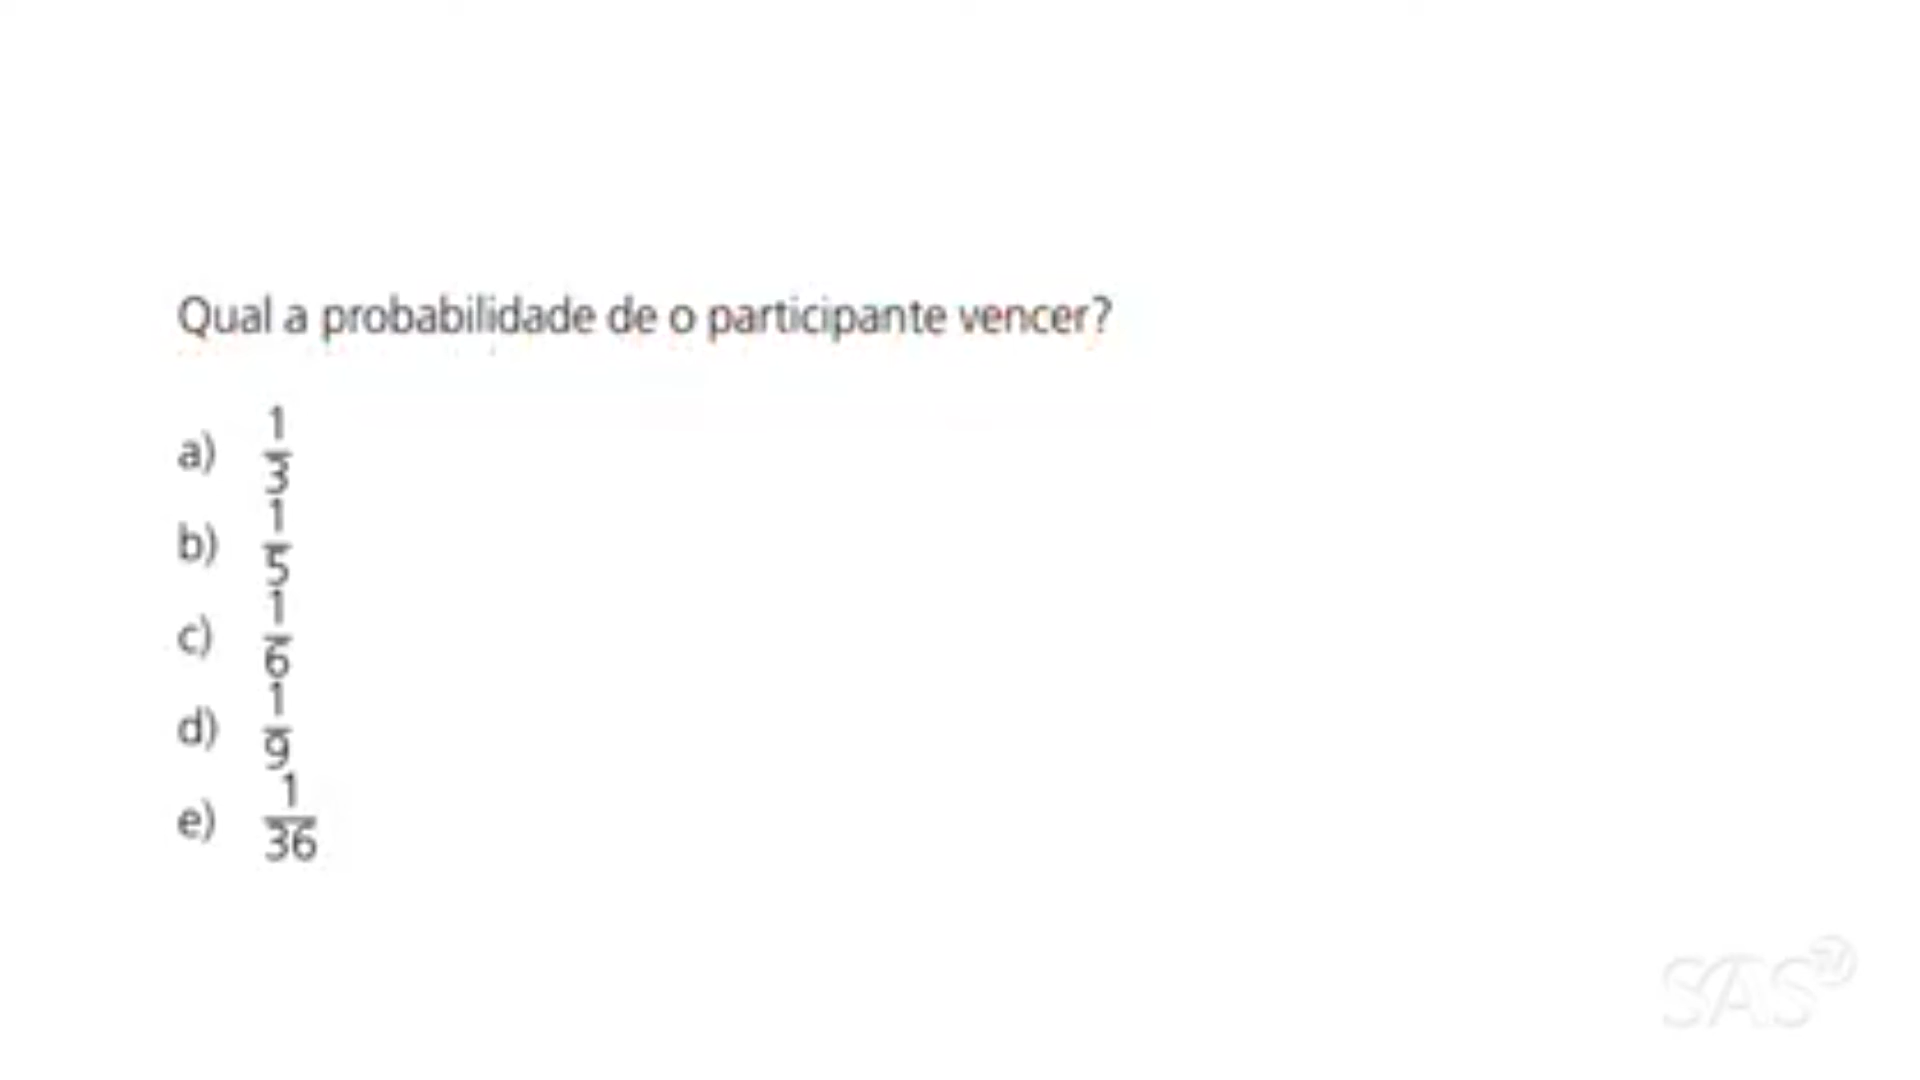 Qual a probabilidade de o participante vencer?
a) 1/3
b) 1/5
c) 1/6
d) 1/9
e) 1/36
SAS